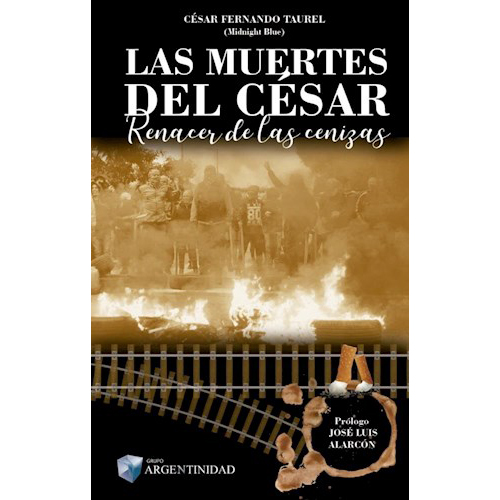 CÉSAR FERNANDO TAUREL
(Midnight Blue)
LAS MUERTES
DEL CÉSAR
Renacer de las cenizas
Prólogo
JOSÉ LUIS
ALARCÓN
GRUPO
ARGENTINIDAD